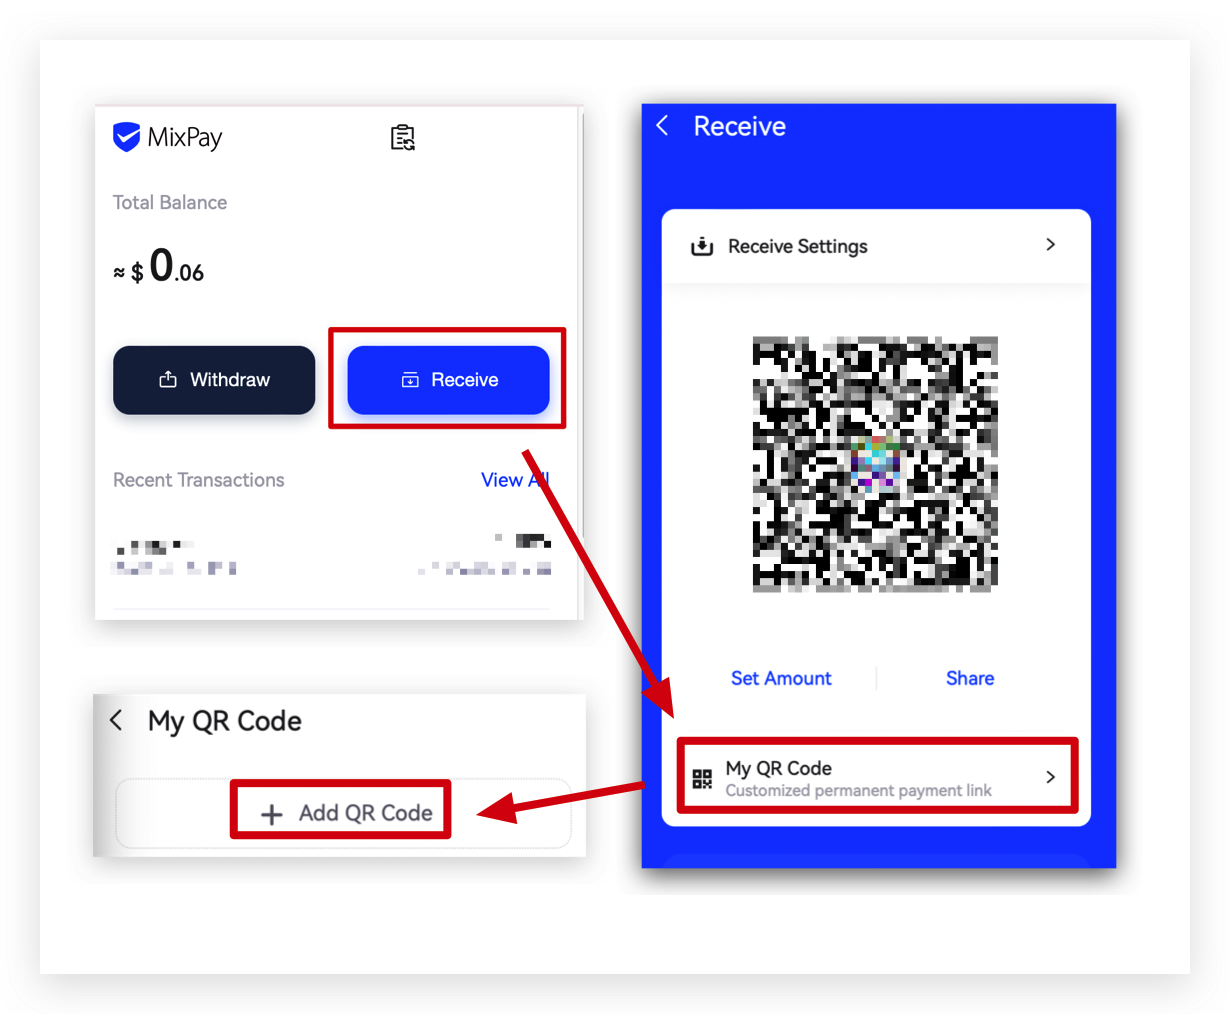 MixPay
Total Balance
≈ $ 0.06
Withdraw
Receive
Recent Transactions
View All
Receive
Receive Settings
Set Amount
Share
My QR Code
Customized permanent payment link
My QR Code
+ Add QR Code